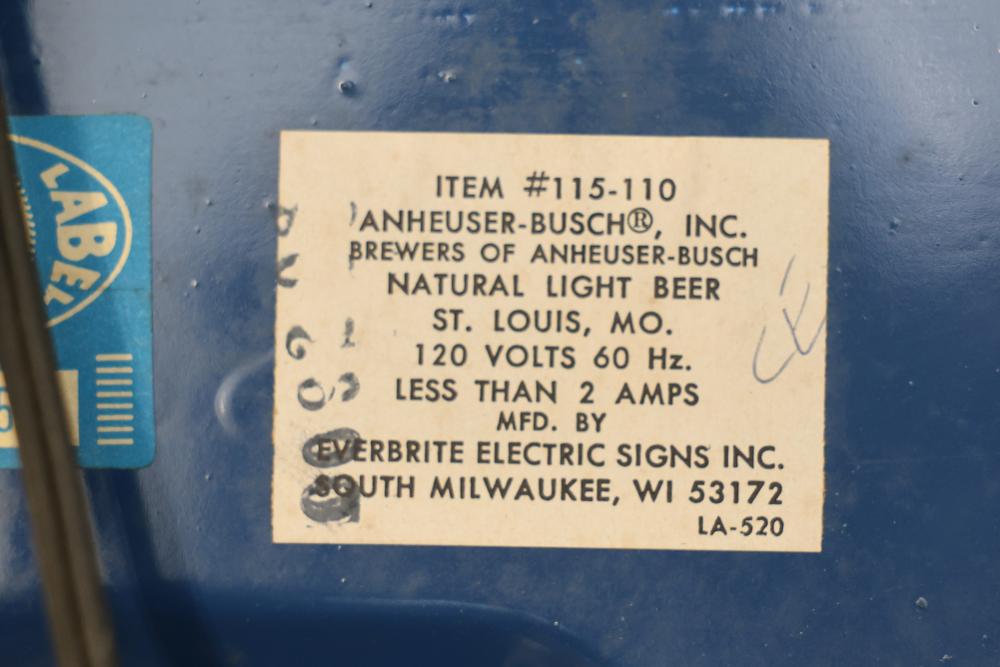 ITEM #115-110
ANHEUSER-BUSCH®, INC.
BREWERS OF ANHEUSER-BUSCH
NATURAL LIGHT BEER
ST. LOUIS, MO.
120 VOLTS 60 Hz.
LESS THAN 2 AMPS
MFD. BY
EVERBRITE ELECTRIC SIGNS INC.
SOUTH MILWAUKEE, WI 53172
LA-520
LABEL